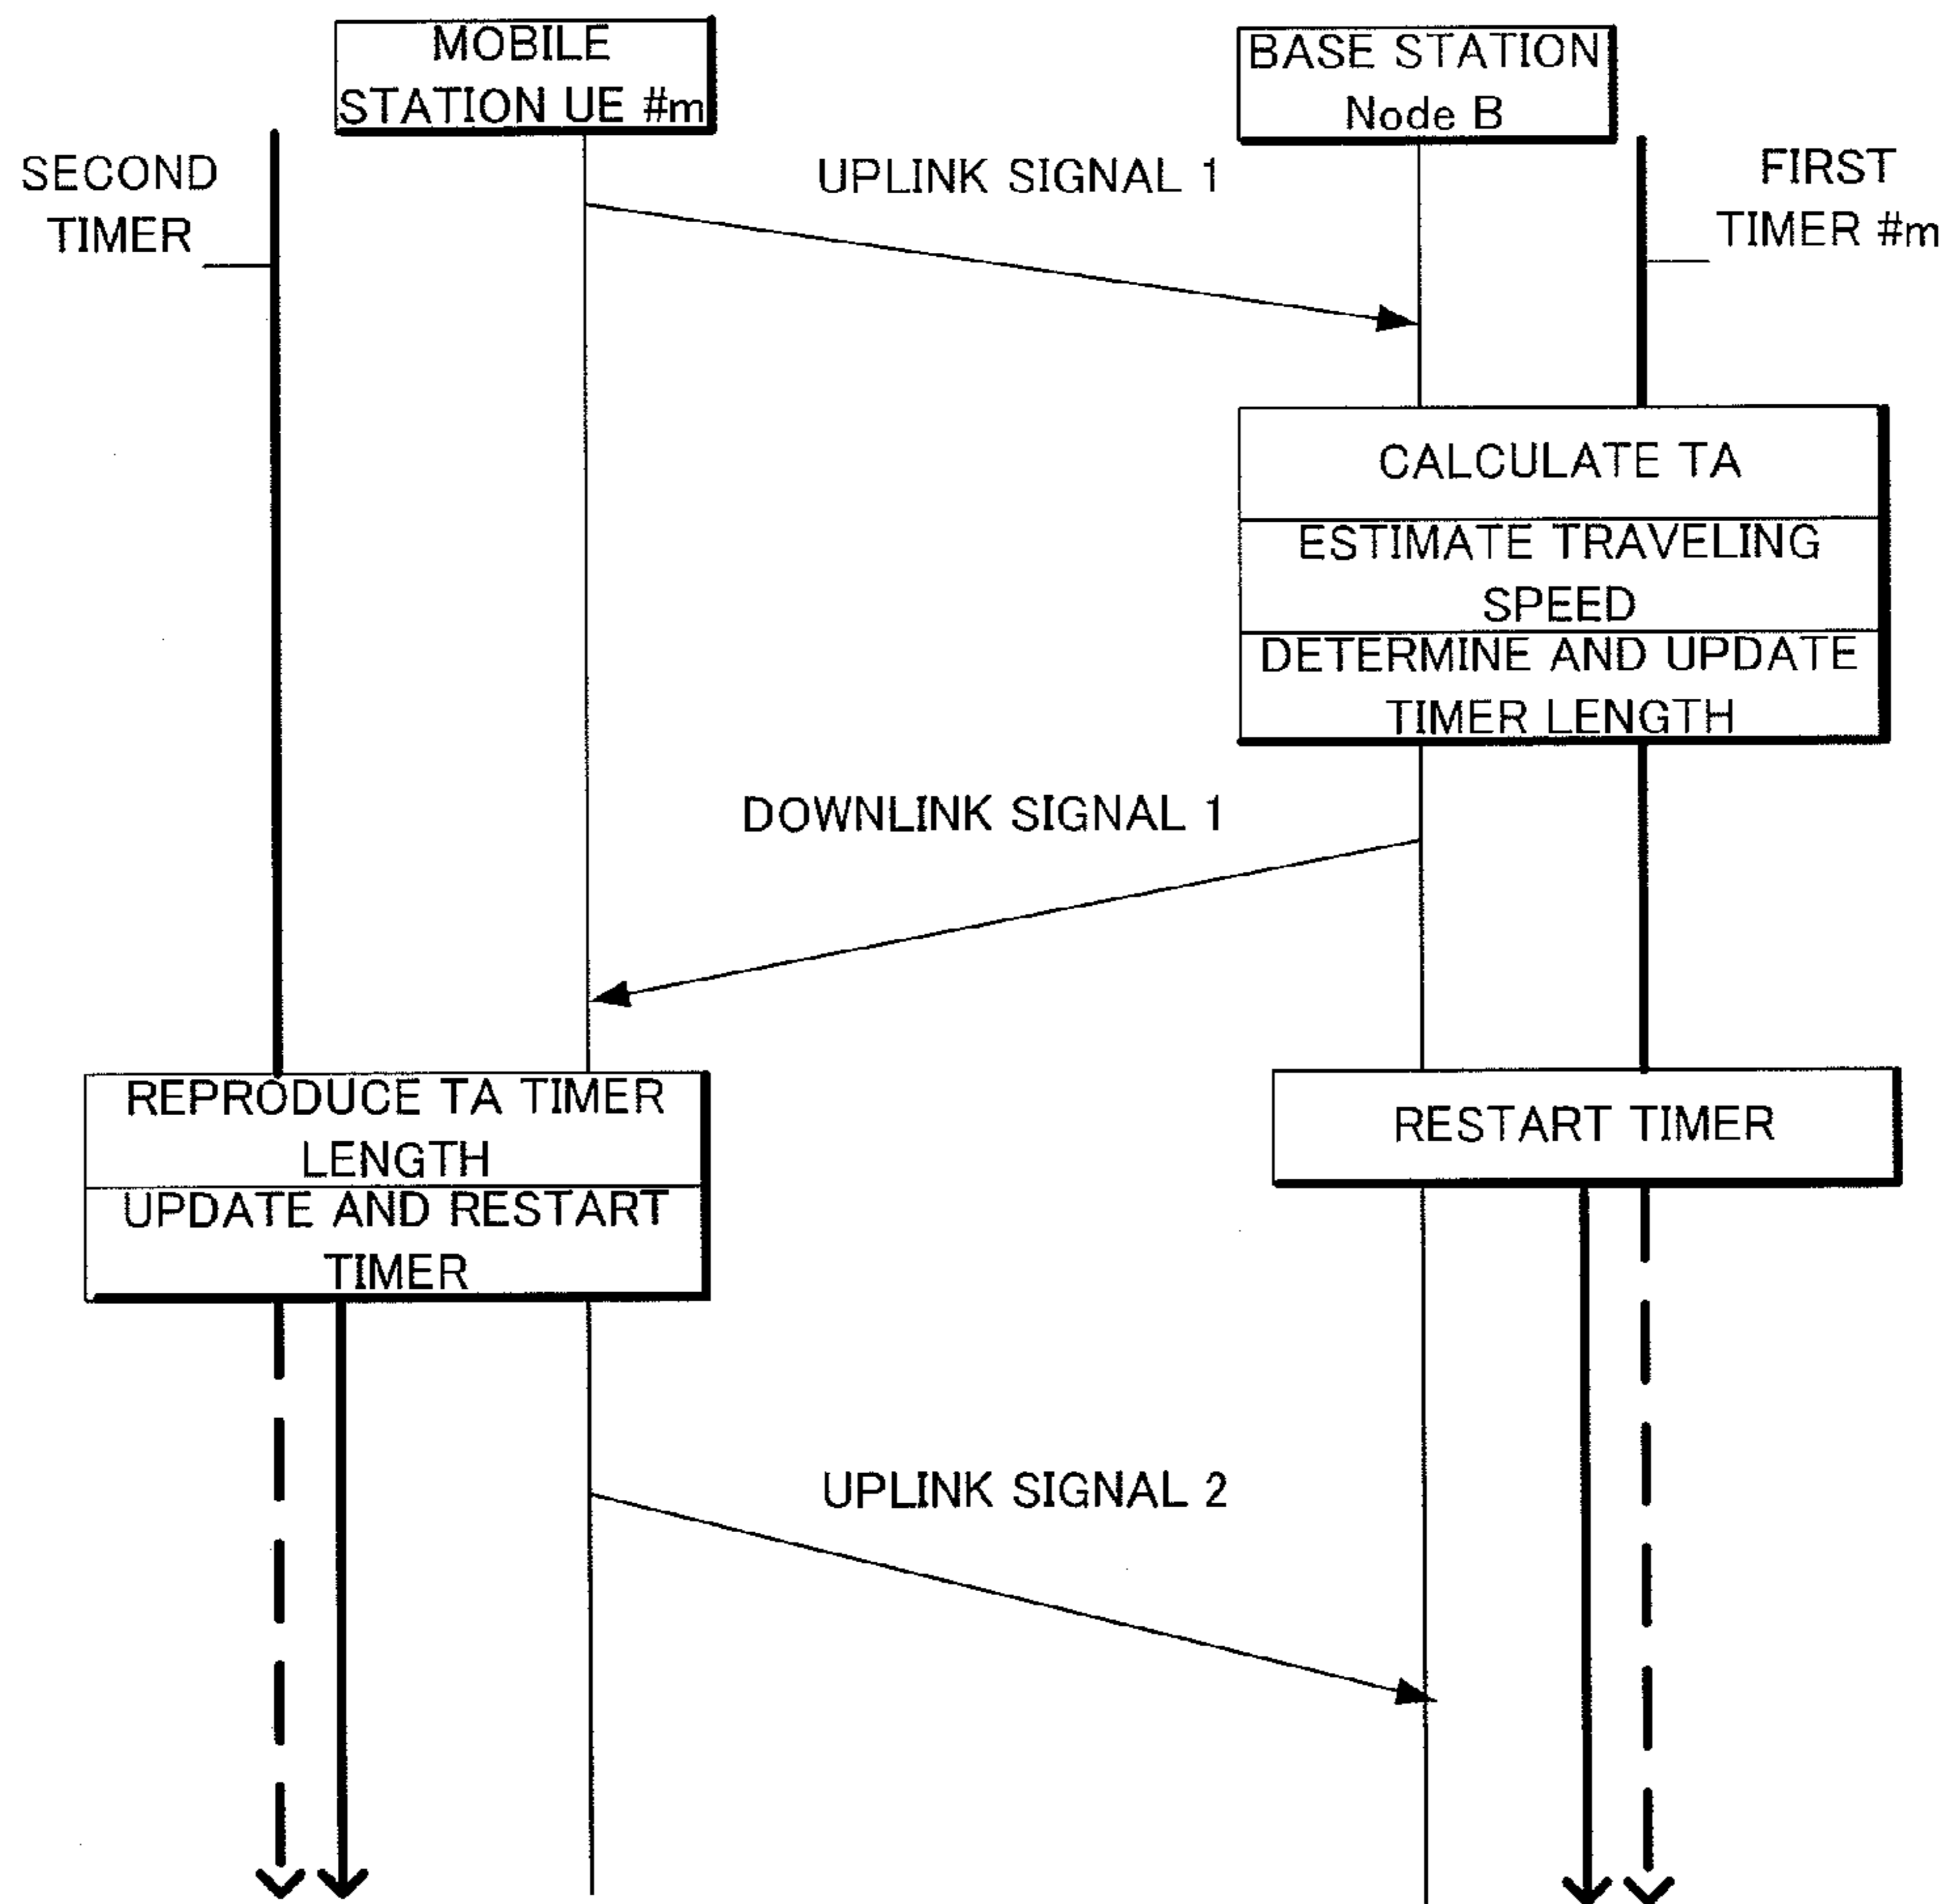 MOBILE
STATION UE #m
BASE STATION
Node B
SECOND
TIMER
UPLINK SIGNAL 1
FIRST
TIMER #m
CALCULATE TA
ESTIMATE TRAVELING
SPEED
DETERMINE AND UPDATE
TIMER LENGTH
DOWNLINK SIGNAL 1
REPRODUCE TA TIMER
LENGTH
UPDATE AND RESTART
TIMER
RESTART TIMER
UPLINK SIGNAL 2